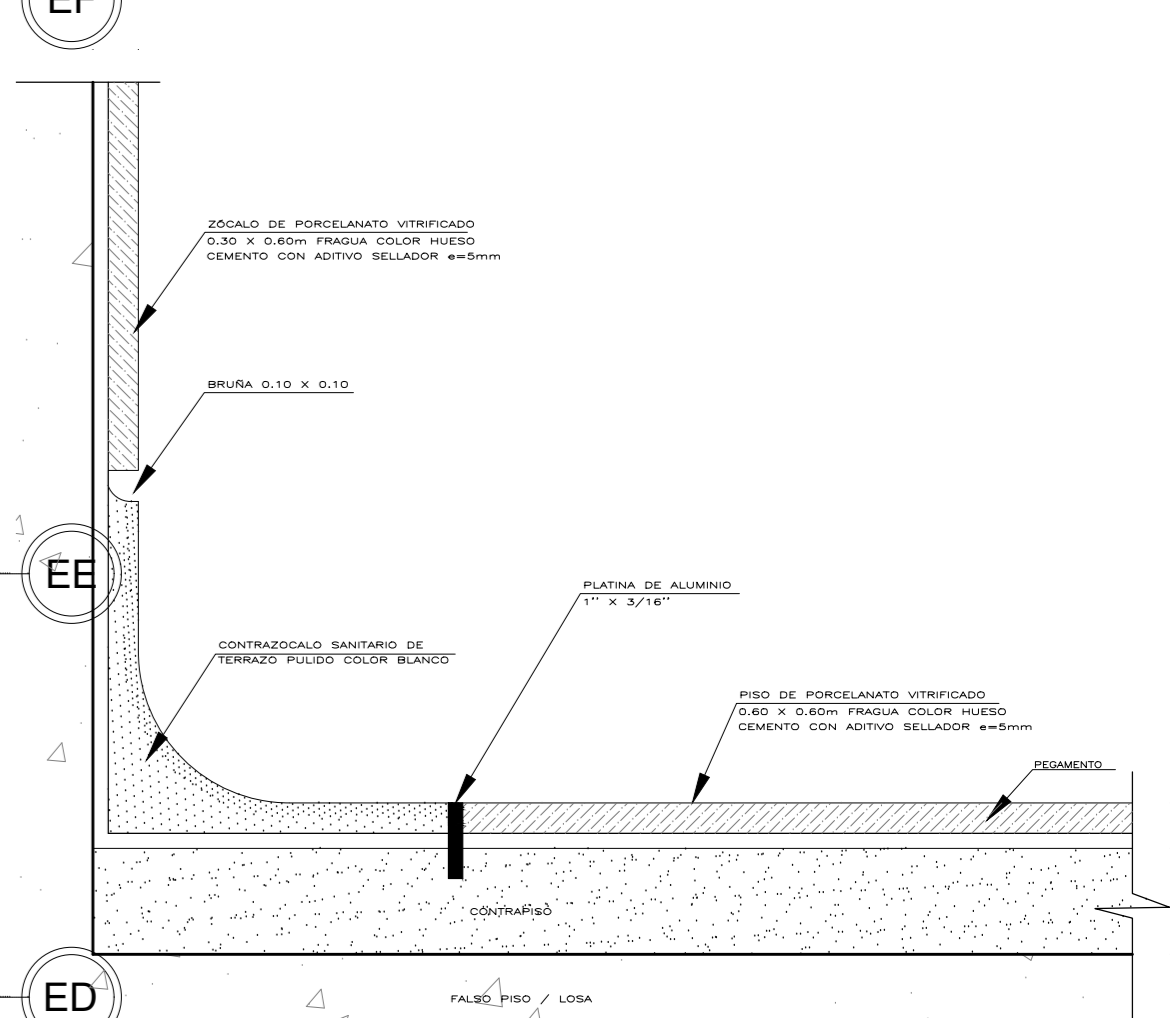 EF
ZÓCALO DE PORCELANATO VITRIFICADO
0.30 X 0.60m FRAGUA COLOR HUESO
CEMENTO CON ADITIVO SELLADOR e=5mm
BRUÑA 0.10 X 0.10
EE
PLATINA DE ALUMINIO
1'' X 3/16''
CONTRAZOCALO SANITARIO DE
TERRAZO PULIDO COLOR BLANCO
PISO DE PORCELANATO VITRIFICADO
0.60 X 0.60m FRAGUA COLOR HUESO
CEMENTO CON ADITIVO SELLADOR e=5mm
PEGAMENTO
CONTRAPISO
ED
FALSO PISO / LOSA